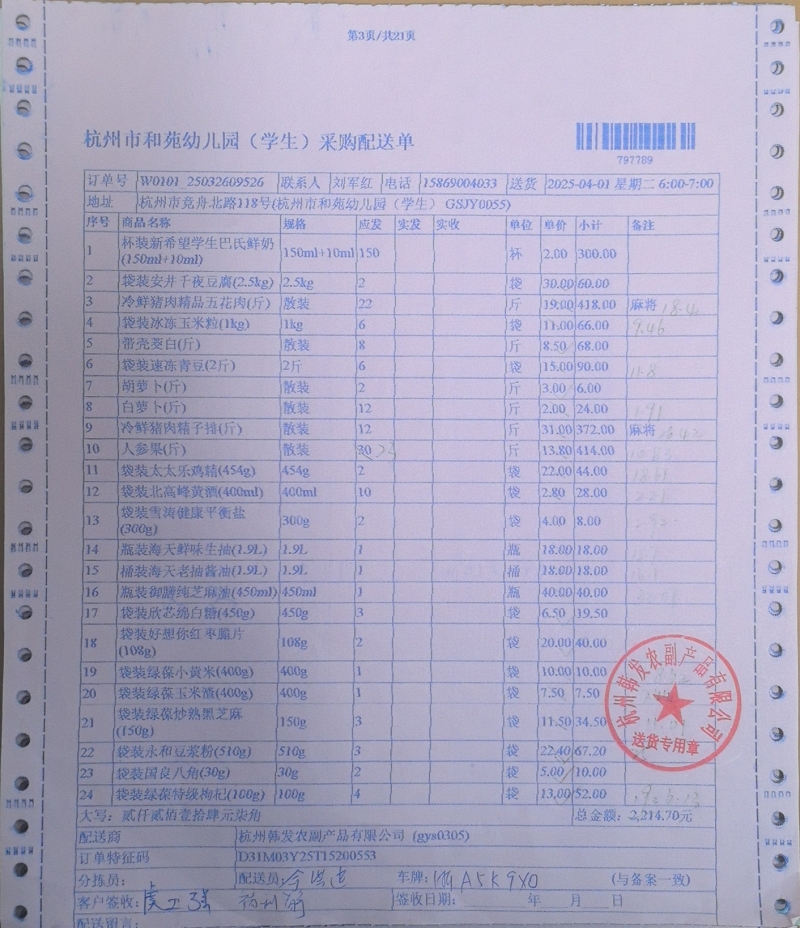 第3页/共21页
杭州市和苑幼儿园（学生）采购配送单
797789
订单号 W0101_25032609526 联系人 刘军红 电话 15869004033 送货 2025-04-01 星期二 6:00-7:00
地址 杭州市竞舟北路118号(杭州市和苑幼儿园（学生） GSJY0055)
序号 商品名称 规格 应发 实发 实收 单位 单价 小计 备注
1 杯装新希望学生巴氏鲜奶(150ml+10ml) 150ml+10ml 150 杯 2.00 300.00
2 袋装安井千夜豆腐(2.5kg) 2.5kg 2 袋 30.00 60.00
3 冷鲜猪肉精品五花肉(斤) 散装 22 斤 19.00 418.00 麻将 18.4
4 袋装冰冻玉米粒(1kg) 1kg 6 袋 11.00 66.00 9.46
5 带壳茭白(斤) 散装 8 斤 8.50 68.00
6 袋装速冻青豆(2斤) 2斤 6 袋 15.00 90.00 11.8
7 胡萝卜(斤) 散装 2 斤 3.00 6.00
8 白萝卜(斤) 散装 12 斤 2.00 24.00
9 冷鲜猪肉精子排(斤) 散装 12 斤 31.00 372.00 麻将
10 人参果(斤) 散装 30 斤 13.80 414.00
11 袋装太太乐鸡精(454g) 454g 2 袋 22.00 44.00
12 袋装北高峰黄酒(400ml) 400ml 10 袋 2.80 28.00
13 袋装雪涛健康平衡盐(300g) 300g 2 袋 4.00 8.00
14 瓶装海天鲜味生抽(1.9L) 1.9L 1 瓶 18.00 18.00
15 桶装海天老抽酱油(1.9L) 1.9L 1 桶 18.00 18.00
16 瓶装御膳纯芝麻油(450ml) 450ml 1 瓶 40.00 40.00
17 袋装欣芯绵白糖(450g) 450g 3 袋 6.50 19.50
18 袋装好想你红枣脆片(108g) 108g 2 袋 20.00 40.00
19 袋装绿葆小黄米(400g) 400g 1 袋 10.00 10.00
20 袋装绿葆玉米渣(400g) 400g 1 袋 7.50 7.50
21 袋装绿葆炒熟黑芝麻(150g) 150g 3 袋 11.50 34.50
22 袋装永和豆浆粉(510g) 510g 3 袋 22.40 67.20
23 袋装国良八角(30g) 30g 2 袋 5.00 10.00
24 袋装绿葆特级枸杞(100g) 100g 4 袋 13.00 52.00
杭州韩发农副产品有限公司
送货专用章
大写：贰仟贰佰壹拾肆元柒角 总金额：2,214.70元
配送商 杭州韩发农副产品有限公司 (gys0305)
订单特征码 D31M03Y25T15200553
分拣员： 配送员: 车牌: A5K9X0 (与备案一致)
客户签收: 签收日期: 年 月 日
配送留言: